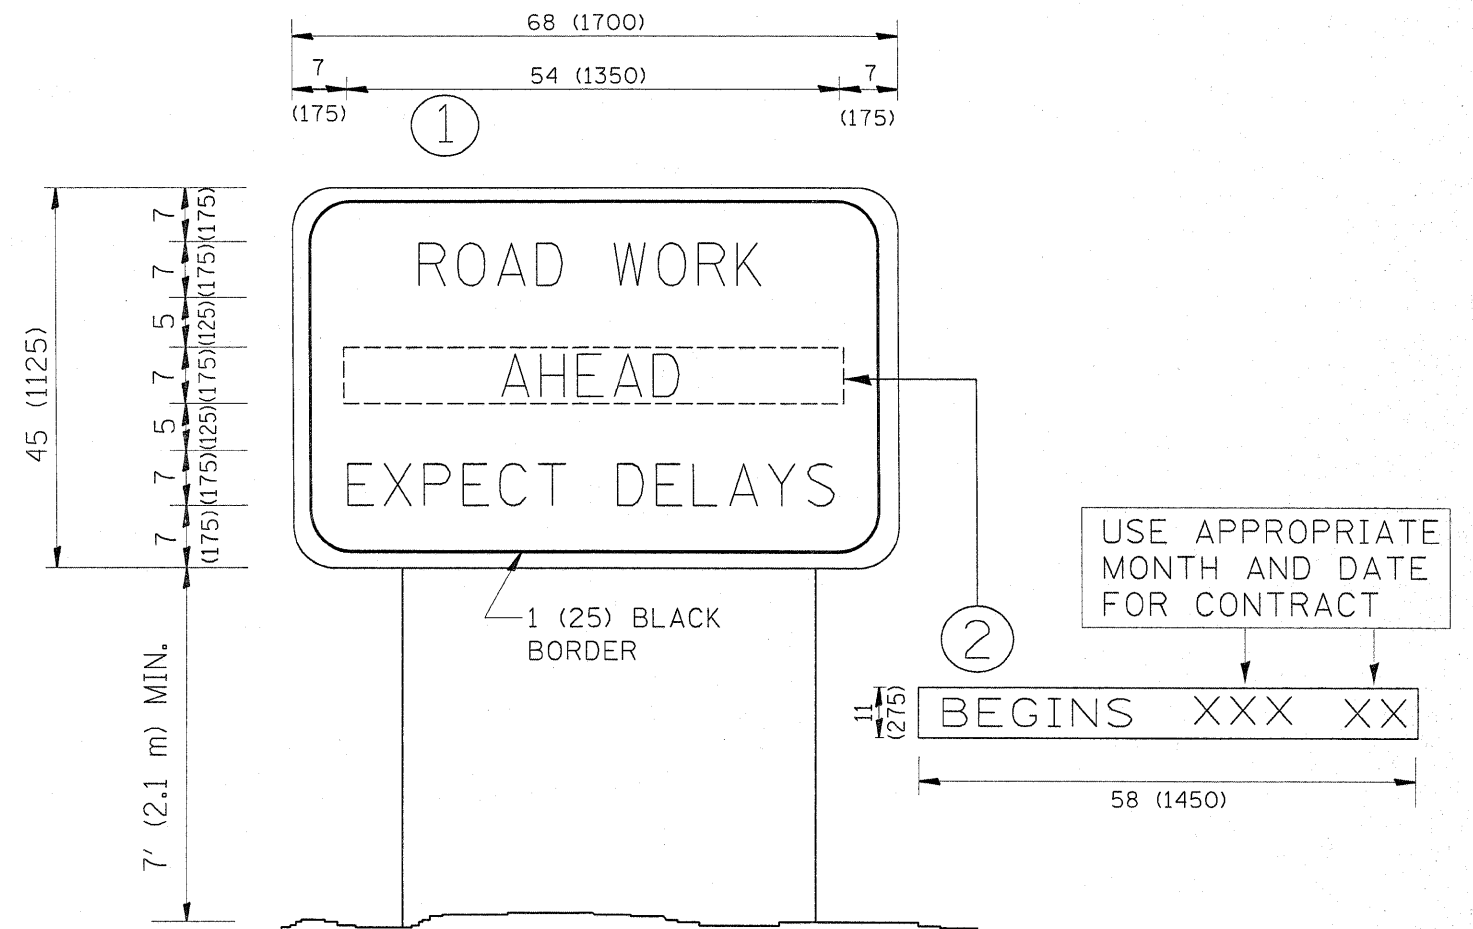 68 (1700)
7
54 (1350)
7
(175)
(175)
1
7
(175)
7
(175)
5
(125)
7
(175)
5
(125)
7
(175)
7
(175)
45 (1125)
ROAD WORK
AHEAD
EXPECT DELAYS
1 (25) BLACK
BORDER
7' (2.1 m) MIN.
2
USE APPROPRIATE
MONTH AND DATE
FOR CONTRACT
11
(275)
BEGINS XXX XX
58 (1450)